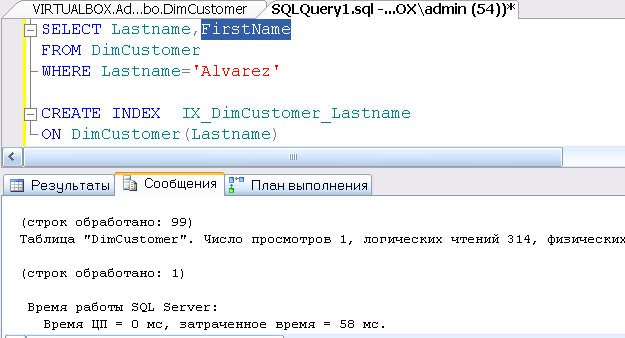 VIRTUALBOX.Ad...bo.DimCustomer SQLQuery1.sql -...OX\admin (54))*
SELECT Lastname,FirstName
FROM DimCustomer
WHERE Lastname='Alvarez'
CREATE INDEX IX_DimCustomer_Lastname
ON DimCustomer(Lastname)
Результаты Сообщения План выполнения
(строк обработано: 99)
Таблица "DimCustomer". Число просмотров 1, логических чтений 314, физических
(строк обработано: 1)
Время работы SQL Server:
Время ЦП = 0 мс, затраченное время = 58 мс.